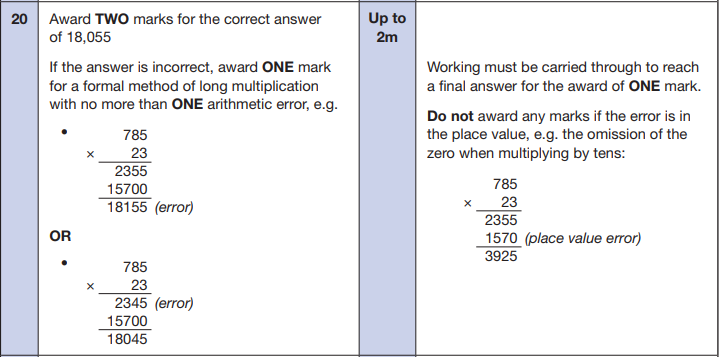 20
Award TWO marks for the correct answer
of 18,055
If the answer is incorrect, award ONE mark
for a formal method of long multiplication
with no more than ONE arithmetic error, e.g.
• 785
× 23
2355
15700
18155 (error)
OR
• 785
× 23
2345 (error)
15700
18045
Up to
2m
Working must be carried through to reach
a final answer for the award of ONE mark.
Do not award any marks if the error is in
the place value, e.g. the omission of the
zero when multiplying by tens:
785
× 23
2355
1570 (place value error)
3925